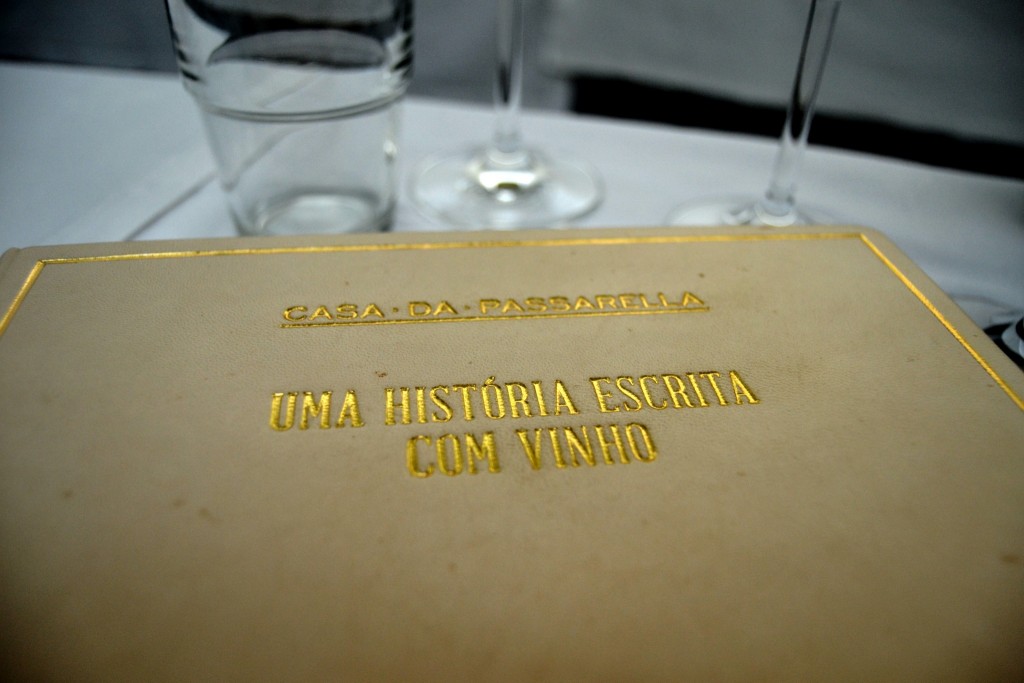 CASA·DA·PASSARELLA
UMA HISTÓRIA ESCRITA
COM VINHO